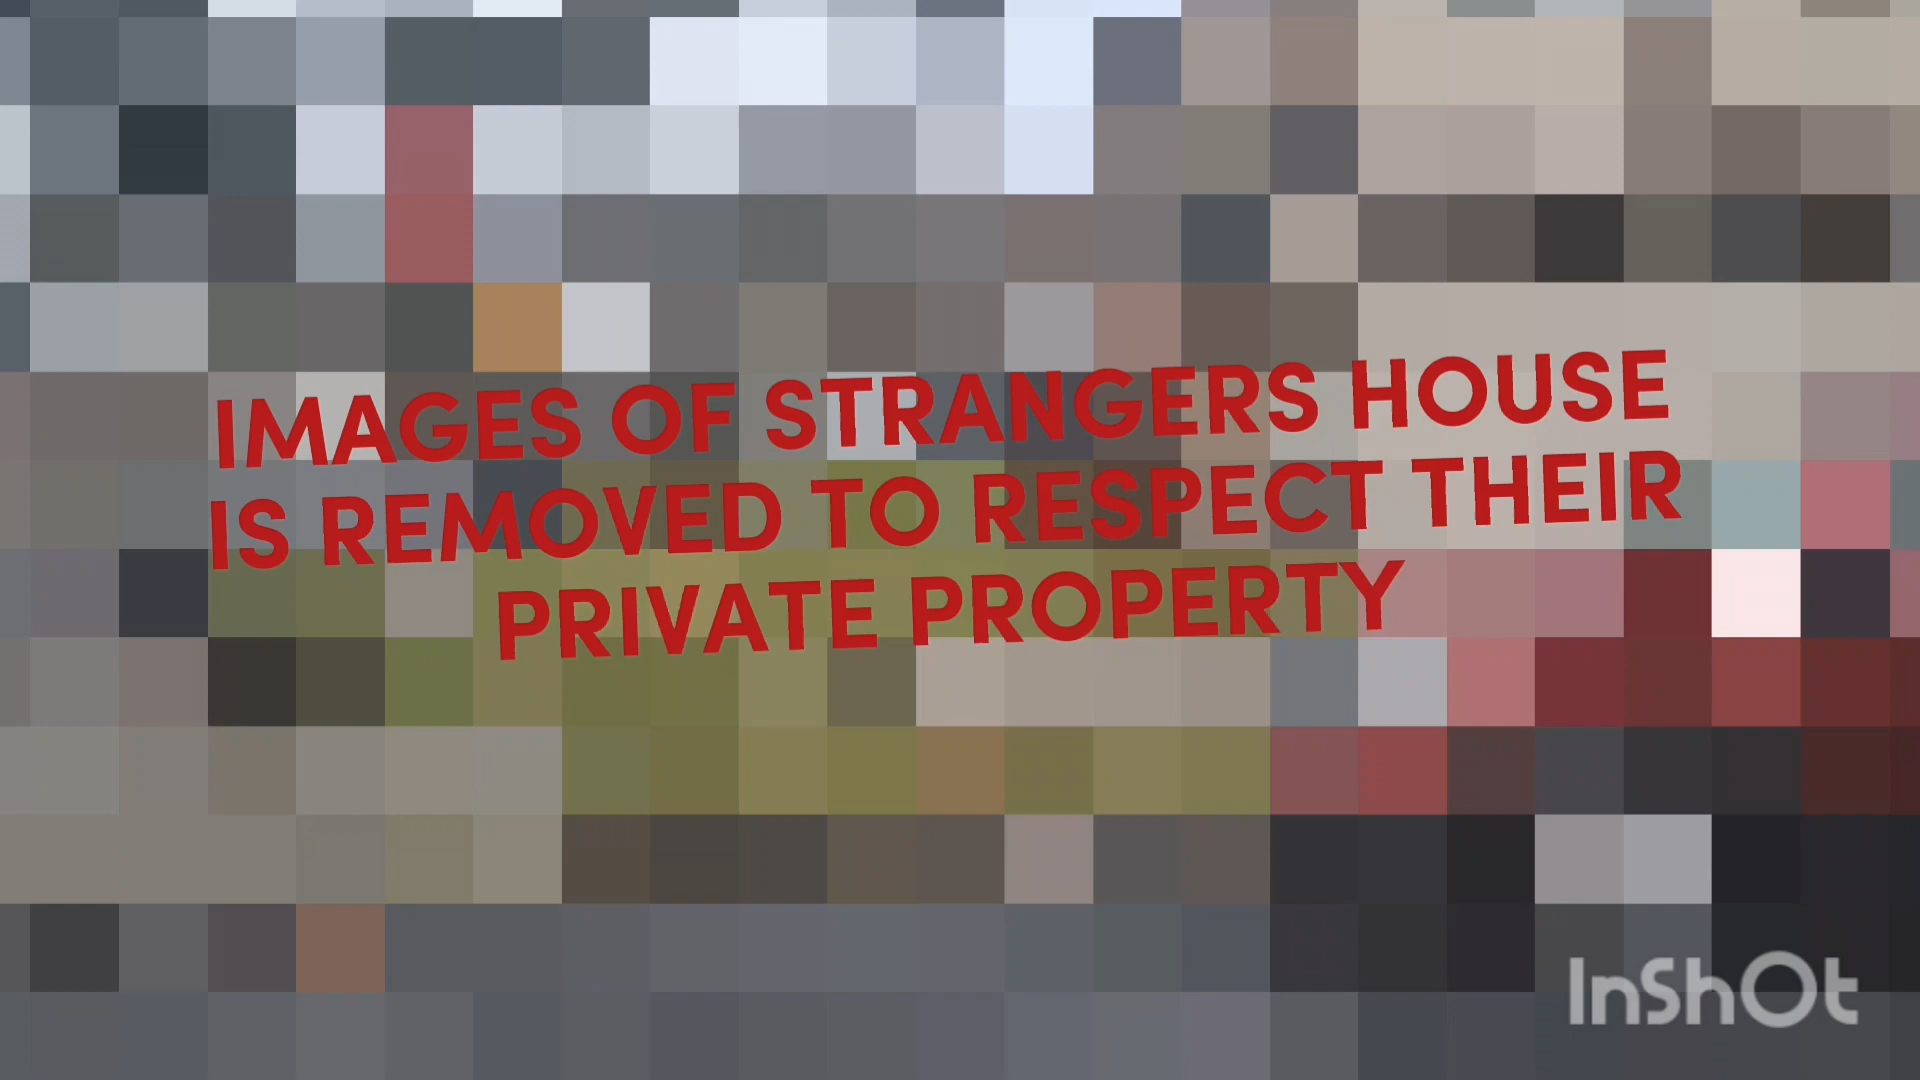 IMAGES OF STRANGERS HOUSE
IS REMOVED TO RESPECT THEIR
PRIVATE PROPERTY
InShOt